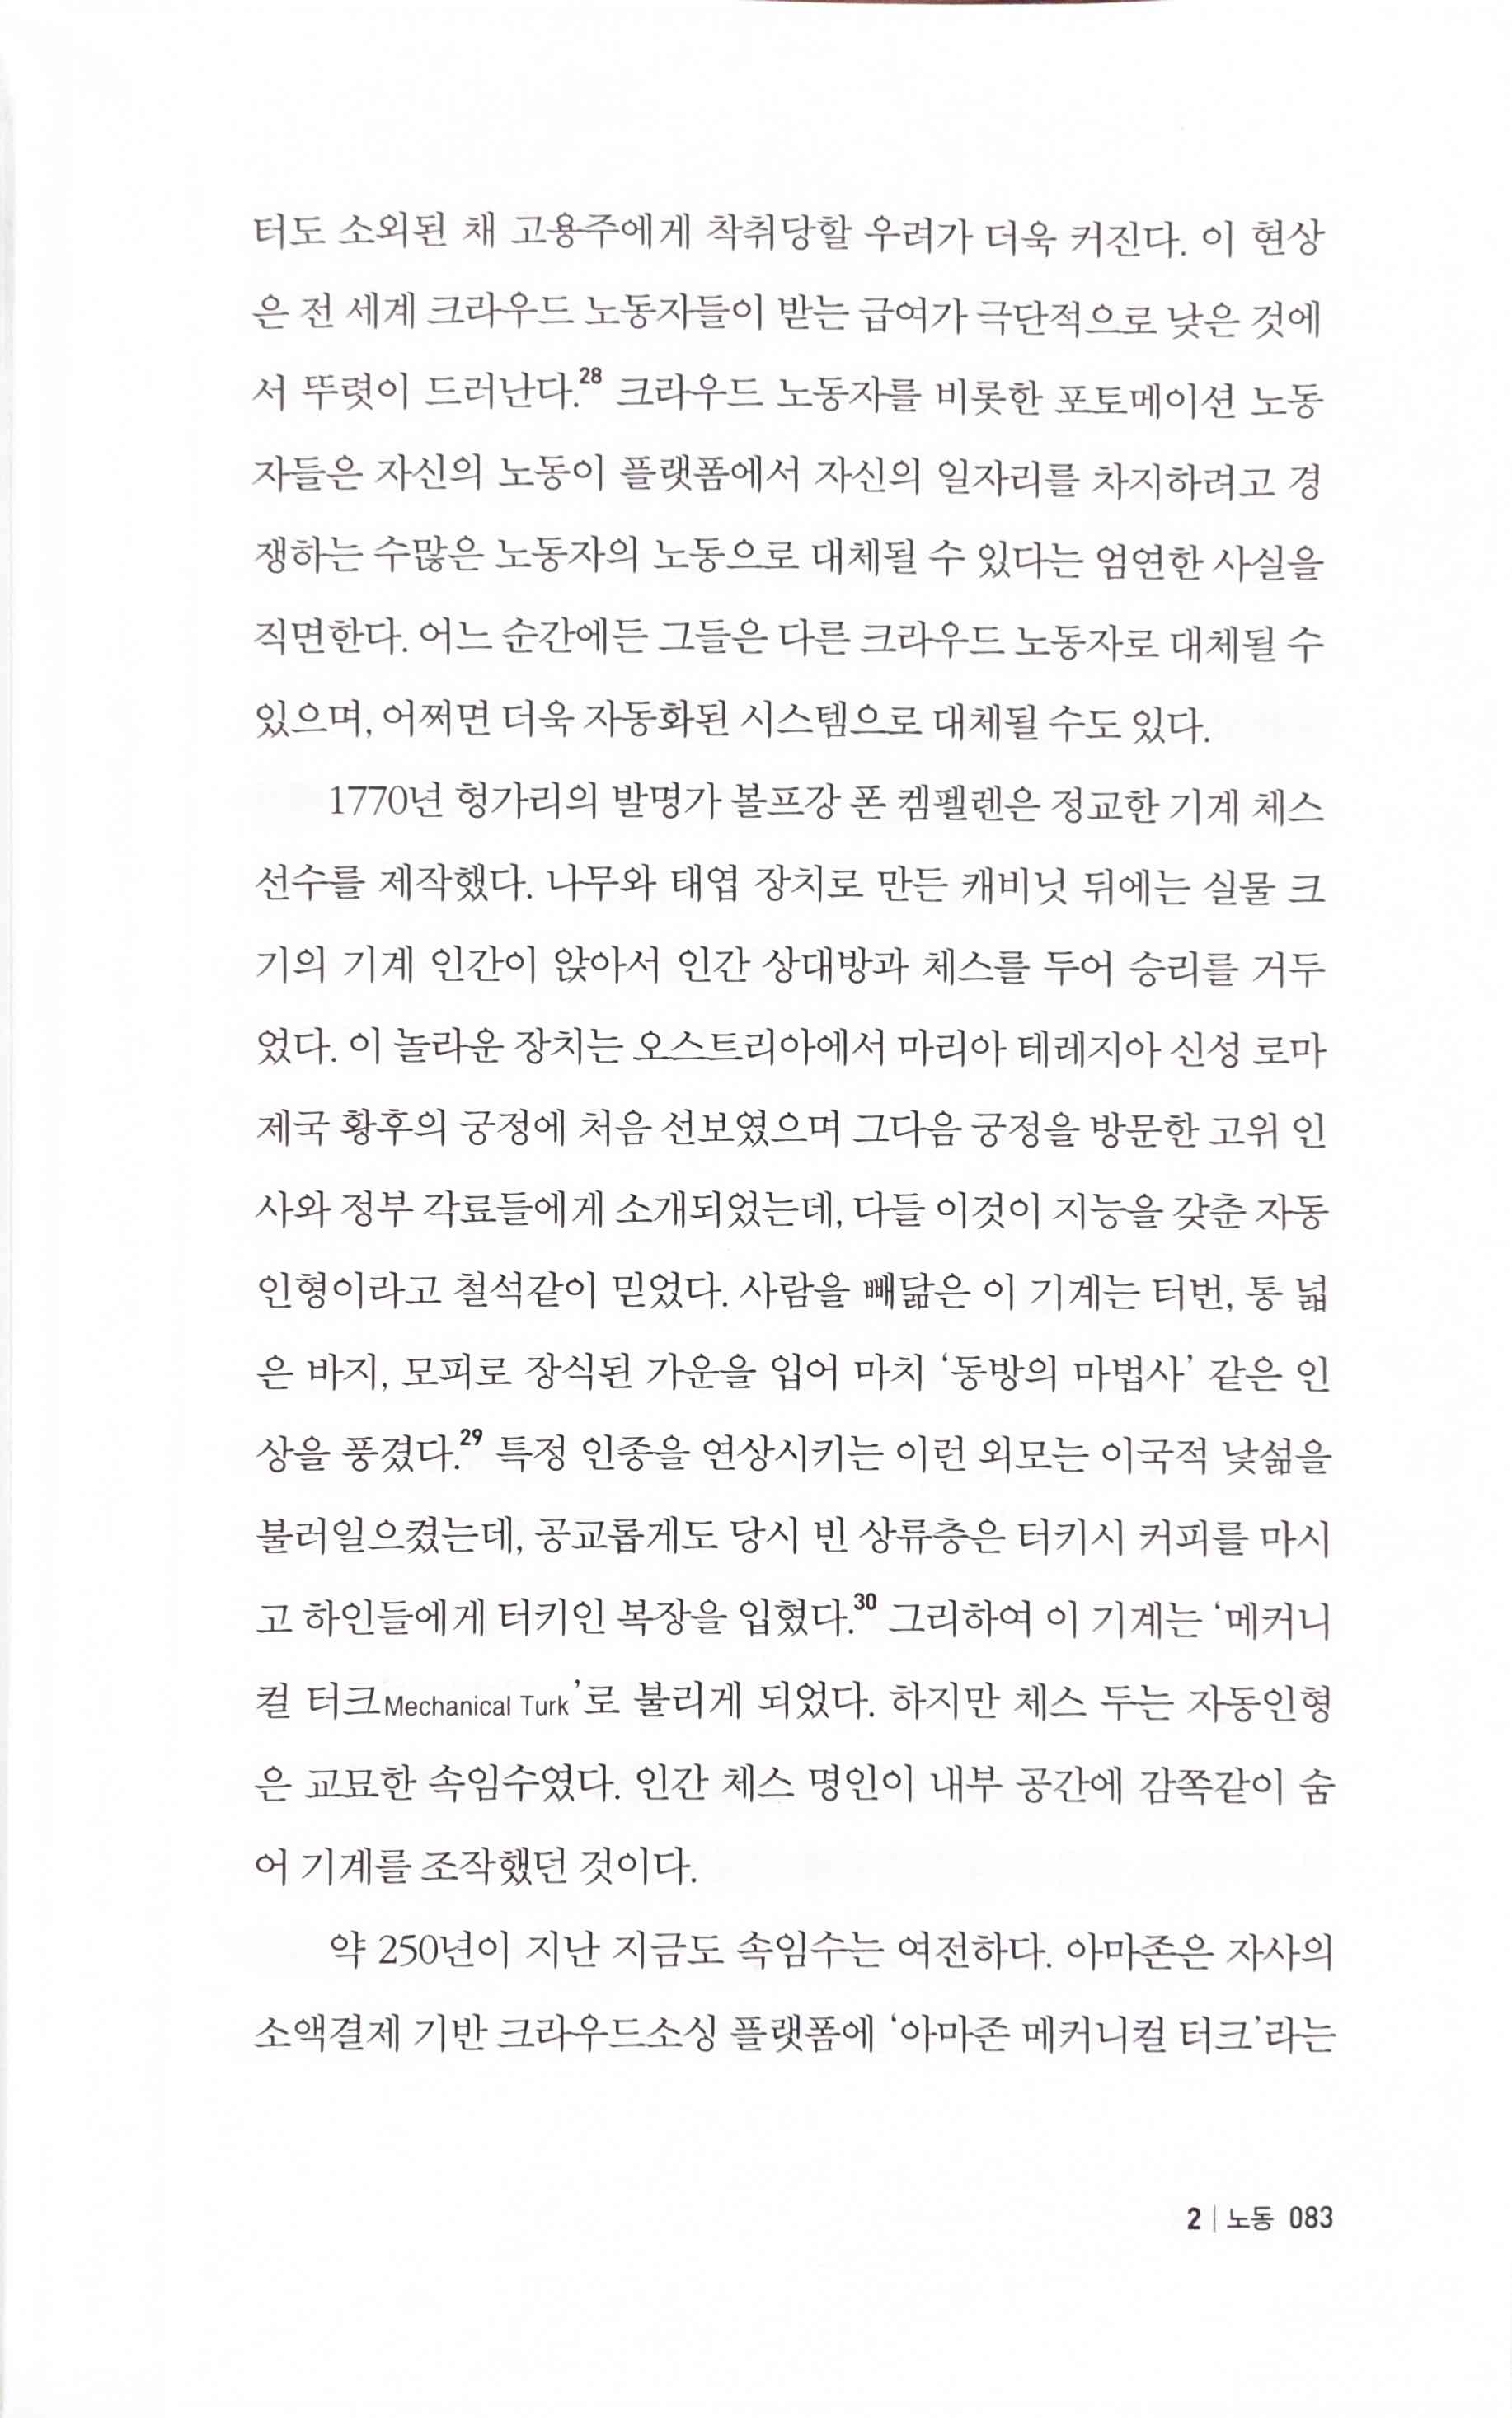 터도 소외된 채 고용주에게 착취당할 우려가 더욱 커진다. 이 현상
은 전 세계 크라우드 노동자들이 받는 급여가 극단적으로 낮은 것에
서 뚜렷이 드러난다.28 크라우드 노동자를 비롯한 포토메이션 노동
자들은 자신의 노동이 플랫폼에서 자신의 일자리를 차지하려고 경
쟁하는 수많은 노동자의 노동으로 대체될 수 있다는 엄연한 사실을
직면한다. 어느 순간에든 그들은 다른 크라우드 노동자로 대체될 수
있으며, 어쩌면 더욱 자동화된 시스템으로 대체될 수도 있다.
1770년 헝가리의 발명가 볼프강 폰 켐펠렌은 정교한 기계 체스
선수를 제작했다. 나무와 태엽 장치로 만든 캐비닛 뒤에는 실물 크
기의 기계 인간이 앉아서 인간 상대방과 체스를 두어 승리를 거두
었다. 이 놀라운 장치는 오스트리아에서 마리아 테레지아 신성 로마
제국 황후의 궁정에 처음 선보였으며 그다음 궁정을 방문한 고위 인
사와 정부 각료들에게 소개되었는데, 다들 이것이 지능을 갖춘 자동
인형이라고 철석같이 믿었다. 사람을 빼닮은 이 기계는 터번, 통 넓
은 바지, 모피로 장식된 가운을 입어 마치 ‘동방의 마법사’ 같은 인
상을 풍겼다.29 특정 인종을 연상시키는 이런 외모는 이국적 낯섦을
불러일으켰는데, 공교롭게도 당시 빈 상류층은 터키시 커피를 마시
고 하인들에게 터키인 복장을 입혔다.30 그리하여 이 기계는 ‘메커니
컬 터크Mechanical Turk’로 불리게 되었다. 하지만 체스 두는 자동인형
은 교묘한 속임수였다. 인간 체스 명인이 내부 공간에 감쪽같이 숨
어 기계를 조작했던 것이다.
약 250년이 지난 지금도 속임수는 여전하다. 아마존은 자사의
소액결제 기반 크라우드소싱 플랫폼에 ‘아마존 메커니컬 터크’라는
2 | 노동 083